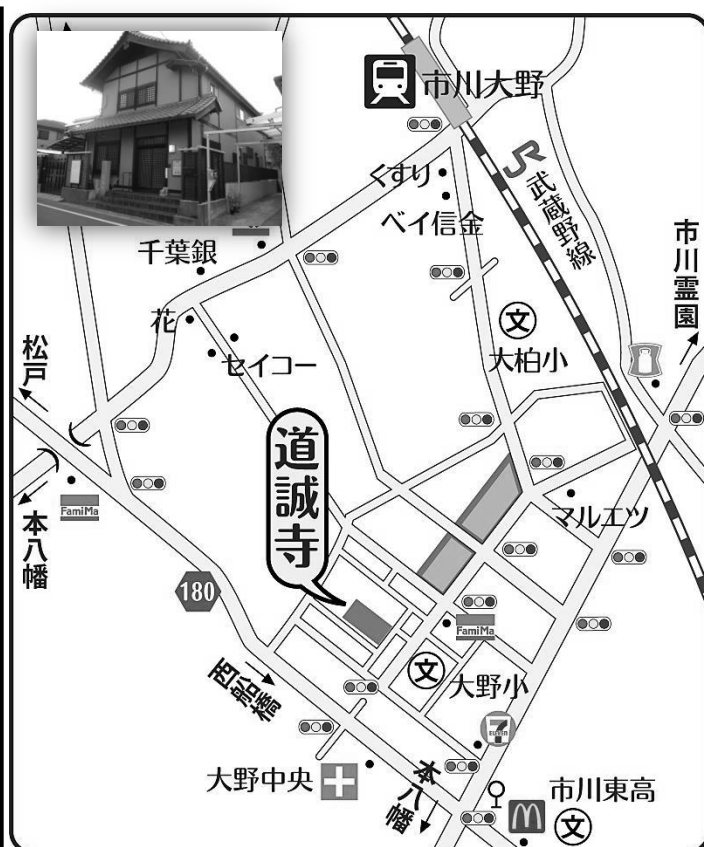 市川大野
JR 武蔵野線
くすり
ベイ信金
千葉銀
花
セイコー
文
大柏小
市川霊園
松戸
本八幡
FamiMa
道誠寺
マルエツ
180
FamiMa
文
大野小
西船橋
7
ELEVEN
大野中央
本八幡
市川東高
M
文